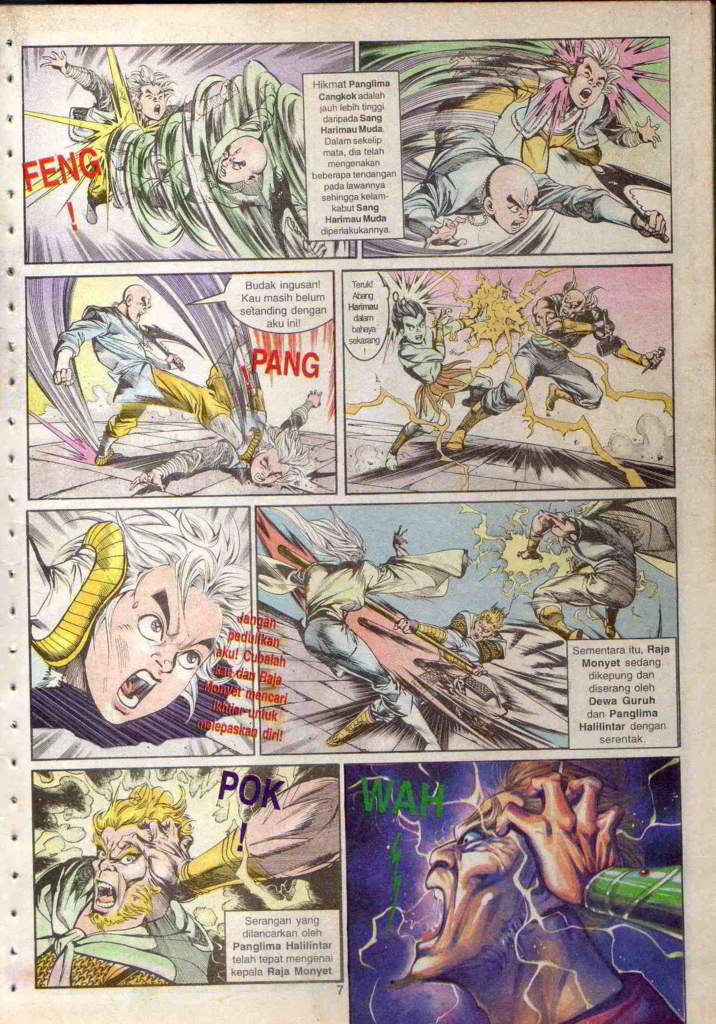 FENG
!
Hikmat Panglima
Cangkok adalah
jauh lebih tinggi
daripada Sang
Harimau Muda.
Dalam sekelip
mata, dia telah
mengenakan
beberapa tendangan
pada lawannya
sehingga kelam-
kabut Sang
Harimau Muda
diperlakukannya.
Budak ingusan!
Kau masih belum
setanding dengan
aku ini!
PANG
!
Teruk!
Abang
Harimau
dalam
bahaya
sekarang
!
Jangan
pedulikan
aku! Cubalah
kau dan Raja
Monyet mencari
ikhtiar untuk
melepaskan diri!
Sementara itu, Raja
Monyet sedang
dikepung dan
diserang oleh
Dewa Guruh
dan Panglima
Halilintar dengan
serentak.
POK
!
Serangan yang
dilancarkan oleh
Panglima Halilintar
telah tepat mengenai
kepala Raja Monyet.
WAH
7